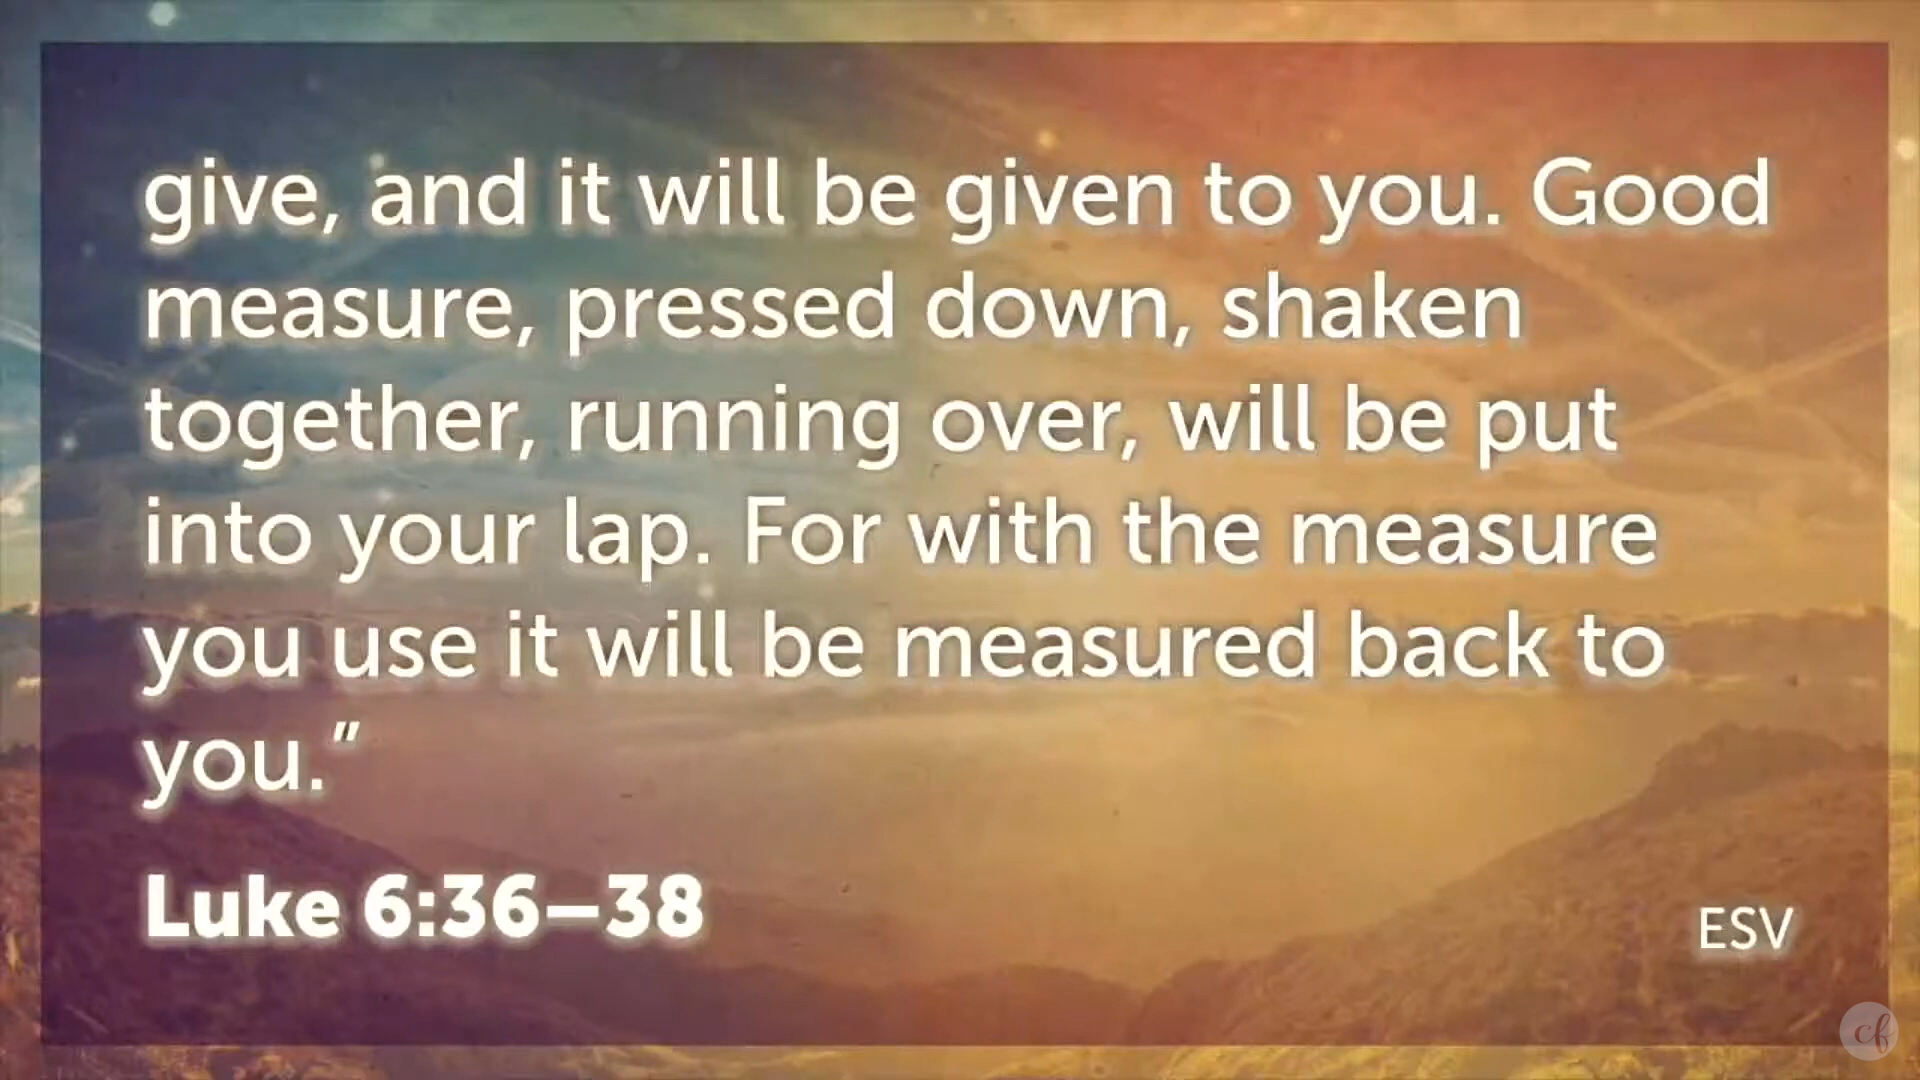 give, and it will be given to you. Good
measure, pressed down, shaken
together, running over, will be put
into your lap. For with the measure
you use it will be measured back to
you.”
Luke 6:36–38
ESV
cf